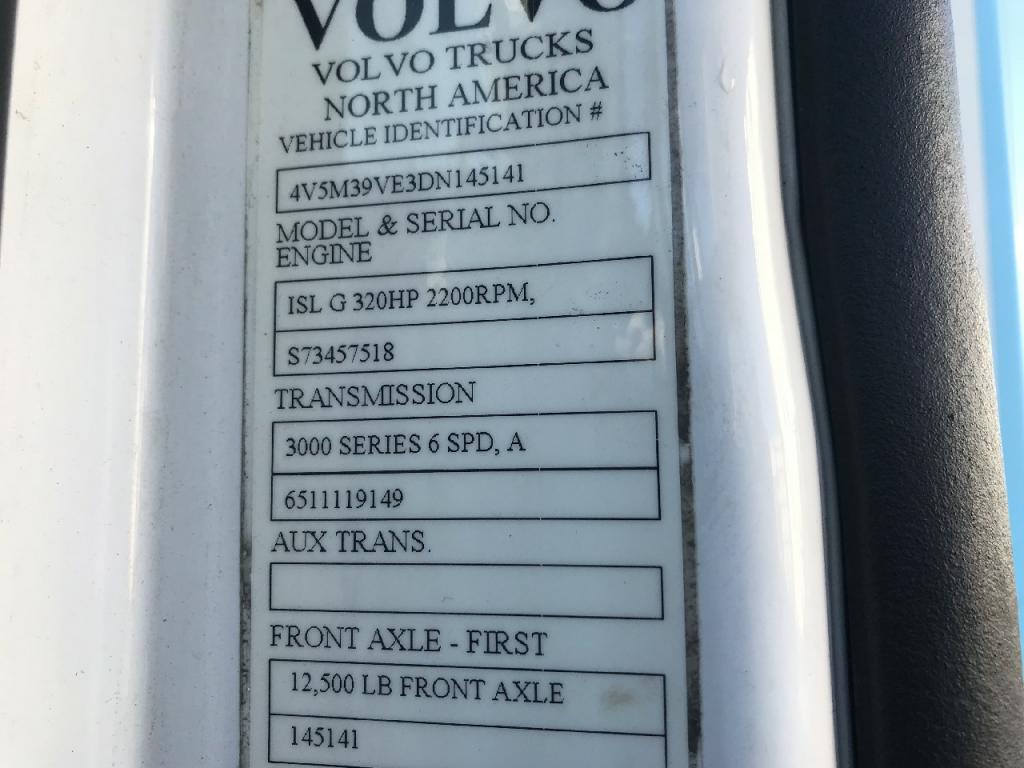 VOLVO
VOLVO TRUCKS
NORTH AMERICA
VEHICLE IDENTIFICATION #
4V5M39VE3DN145141
MODEL & SERIAL NO.
ENGINE
ISL G 320HP 2200RPM,
S73457518
TRANSMISSION
3000 SERIES 6 SPD, A
6511119149
AUX TRANS.
FRONT AXLE - FIRST
12,500 LB FRONT AXLE
145141